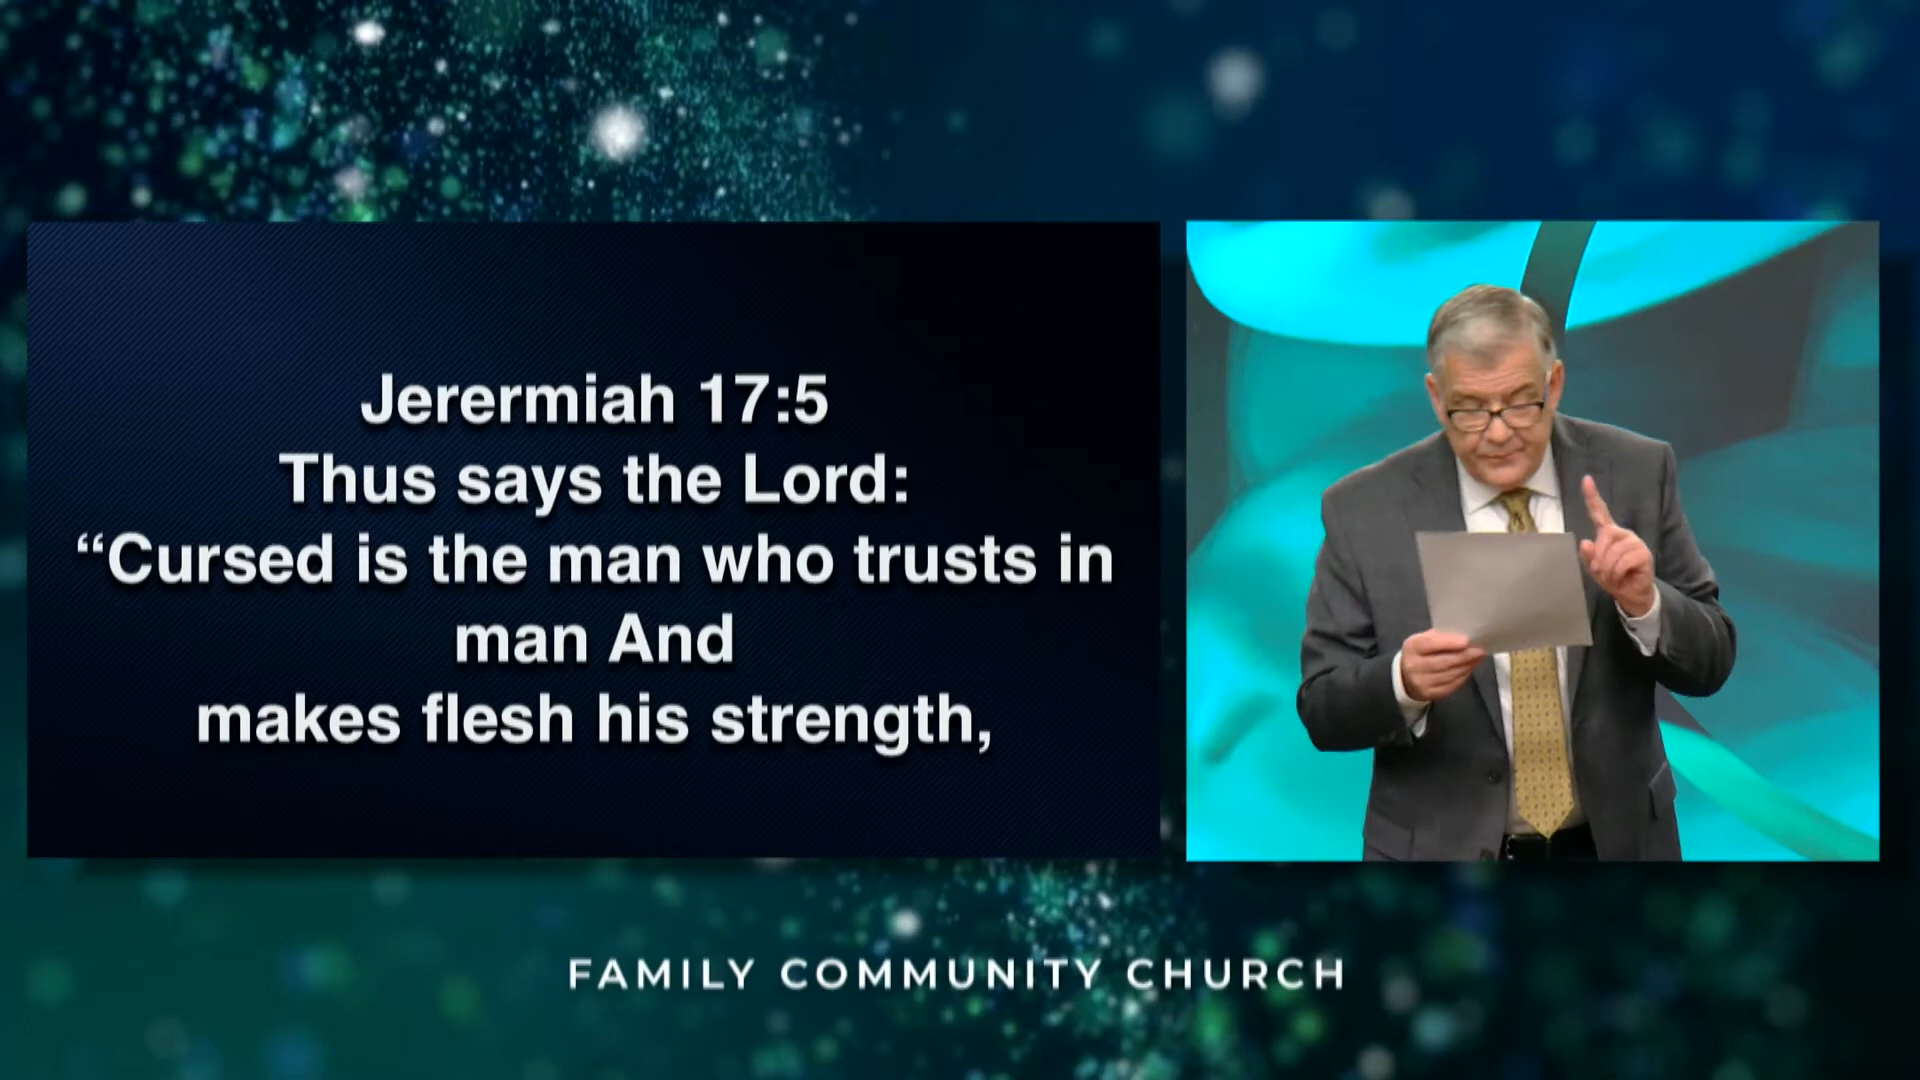 Jerermiah 17:5
Thus says the Lord:
“Cursed is the man who trusts in
man And
makes flesh his strength,
FAMILY COMMUNITY CHURCH